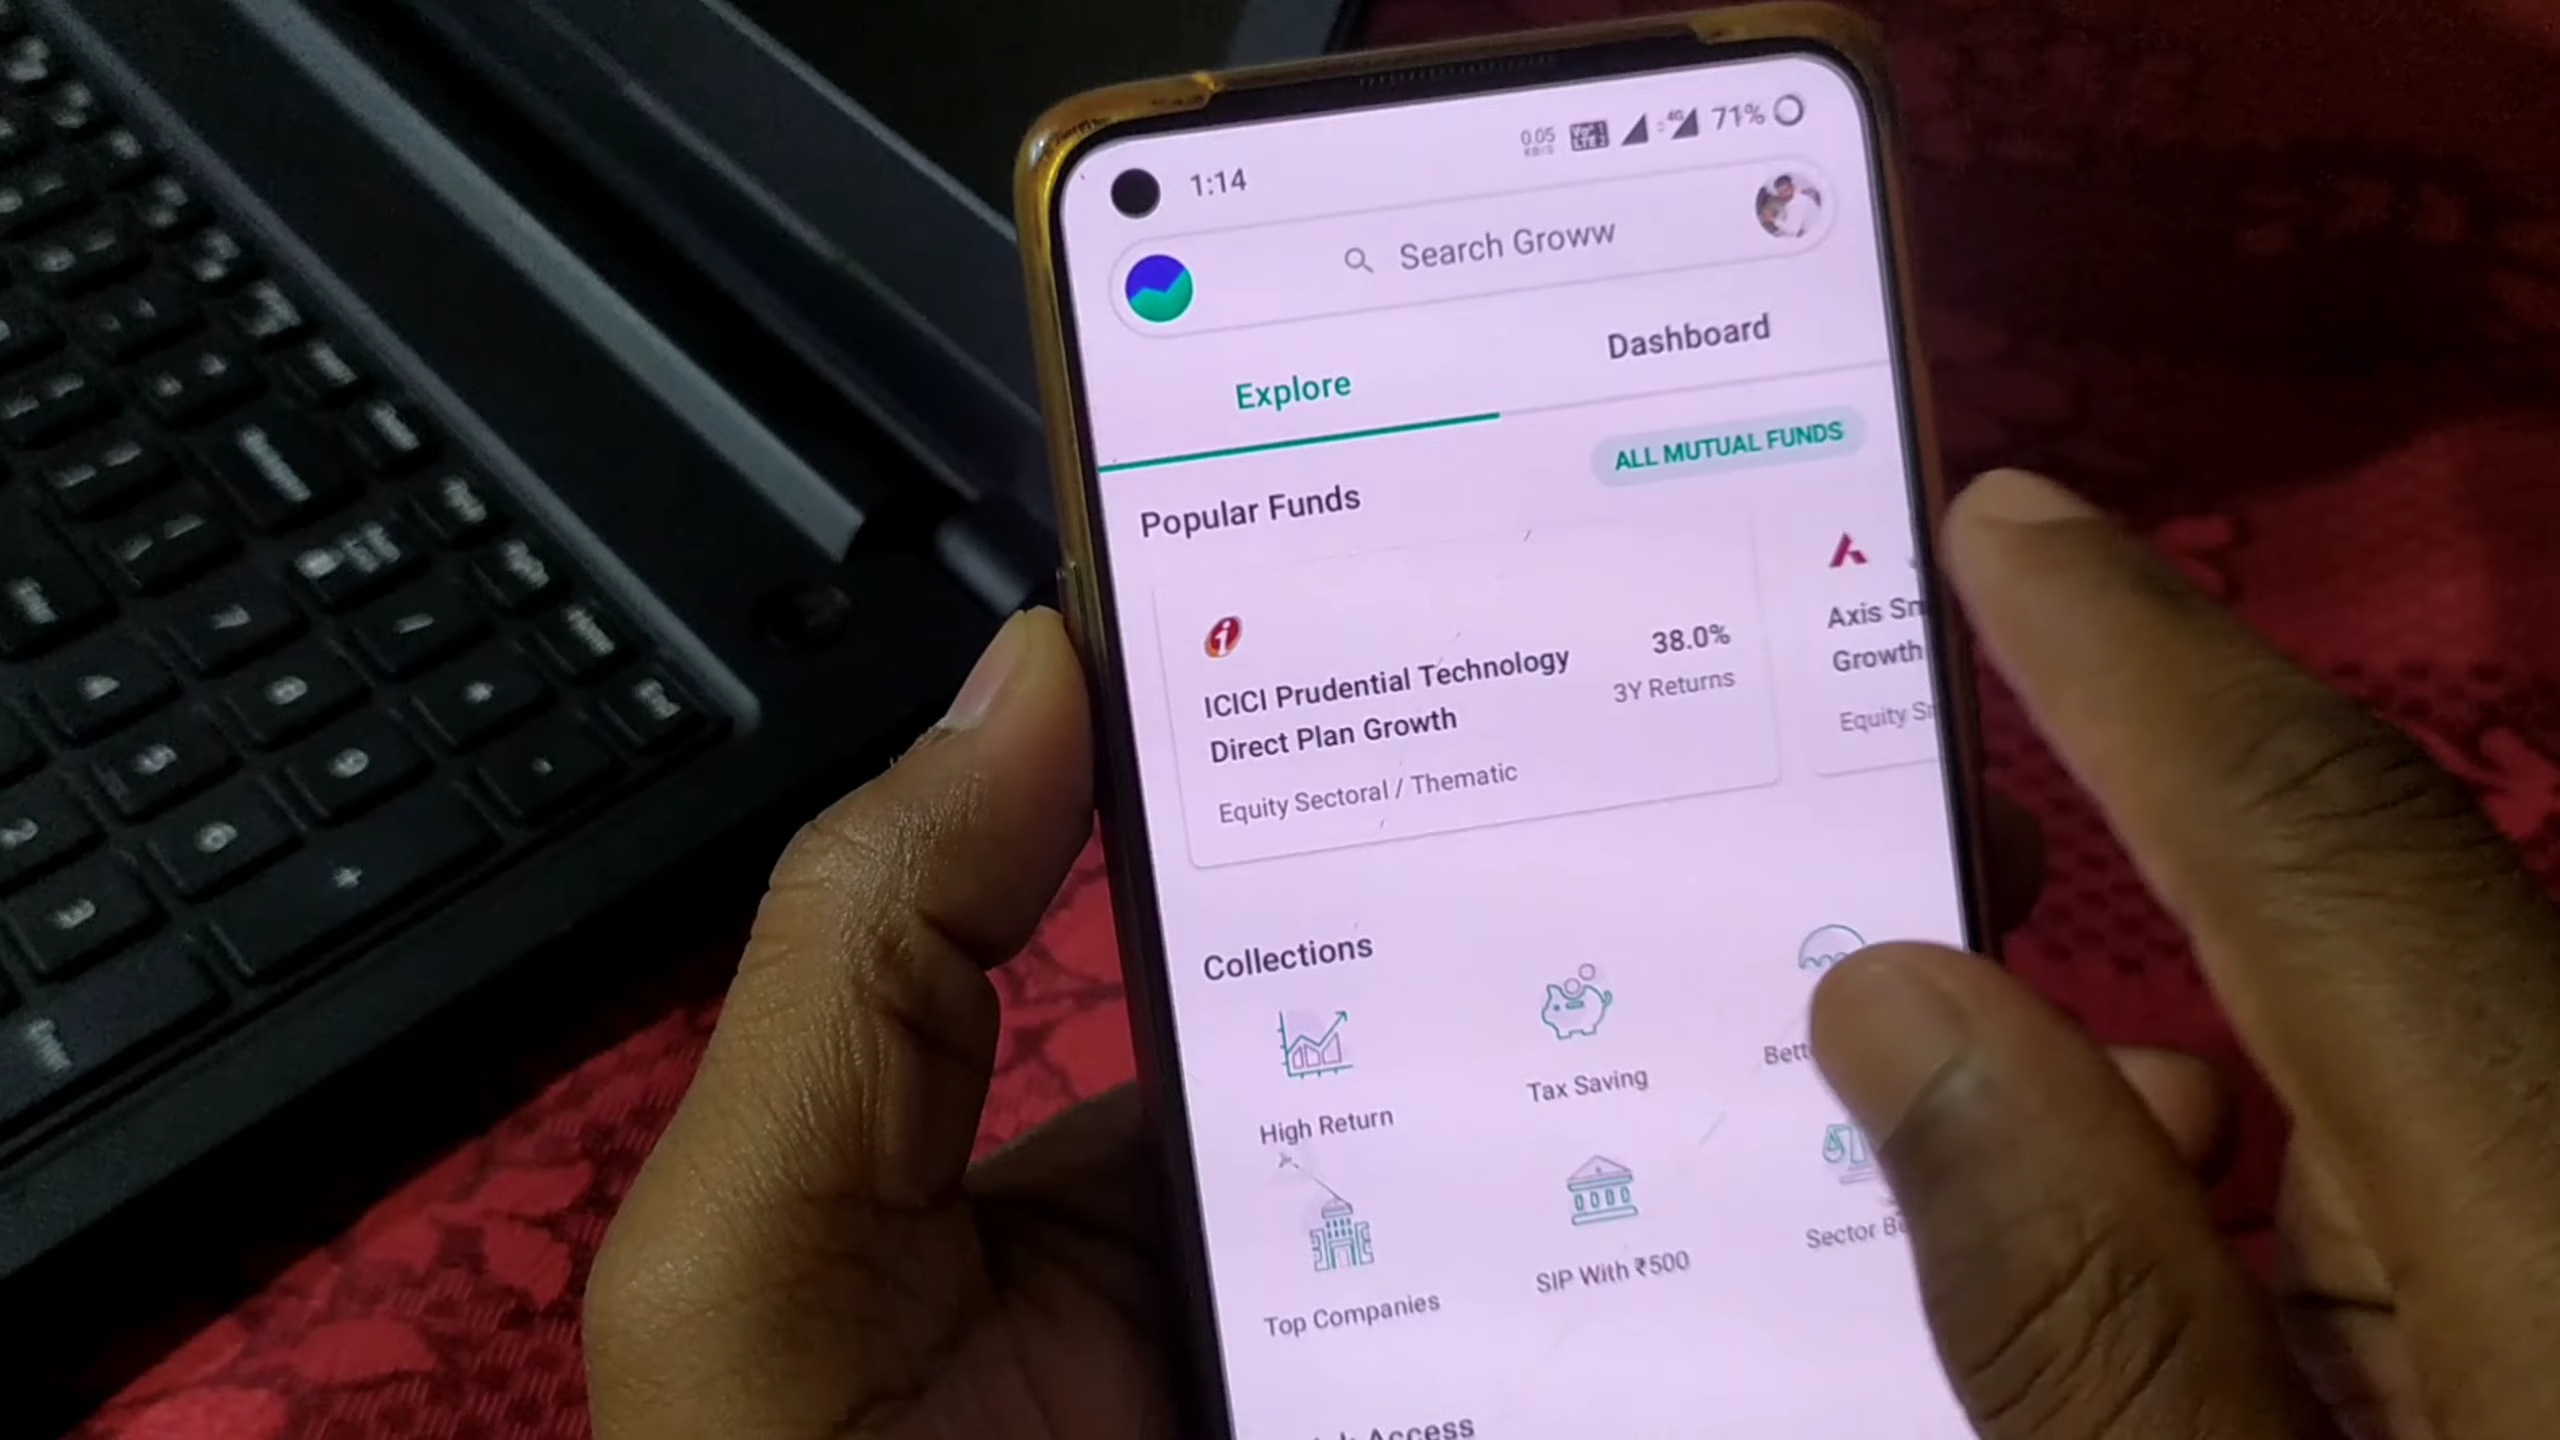 1:14
0.05
KB/S
4G
71%
Search Groww
Explore
Dashboard
ALL MUTUAL FUNDS
Popular Funds
ICICI Prudential Technology
Direct Plan Growth
38.0%
3Y Returns
Equity Sectoral / Thematic
Axis Sm
Growth
Equity
Collections
High Return
Tax Saving
Top Companies
SIP With ₹500
Sector
Access